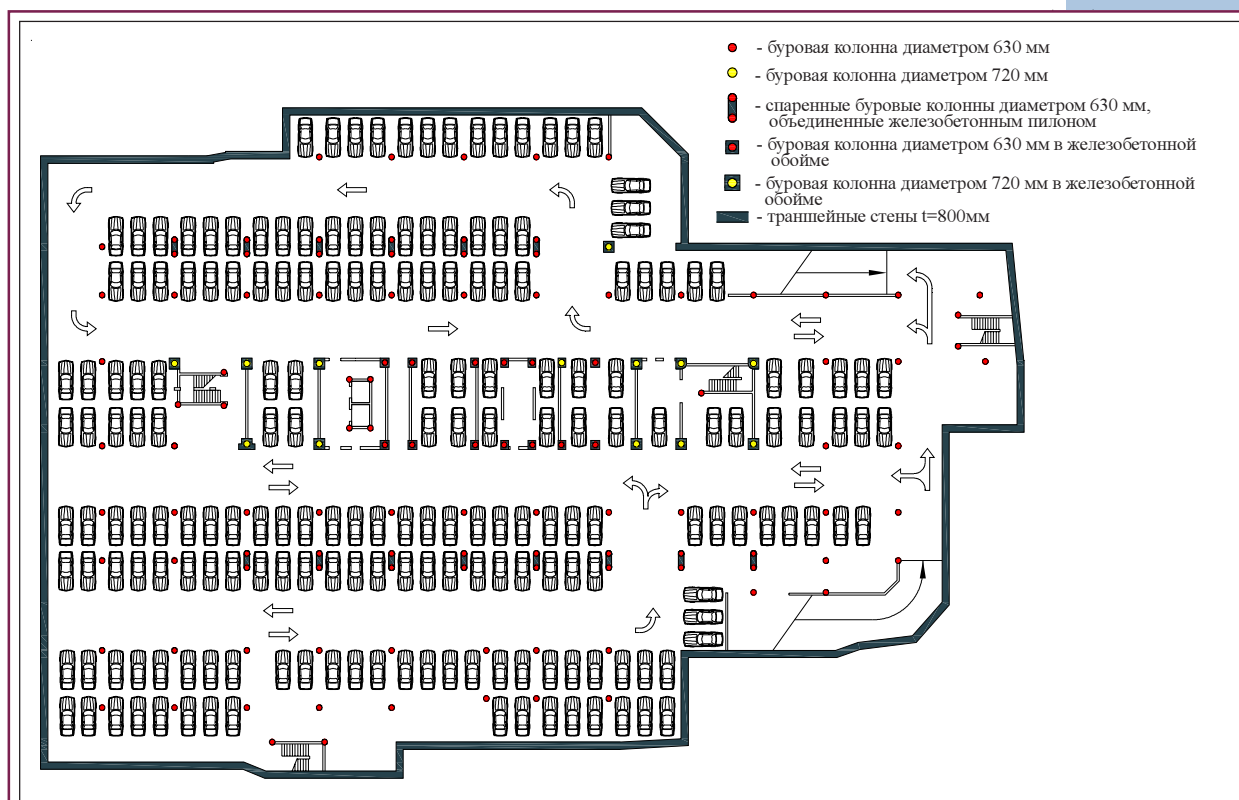 - буровая колонна диаметром 630 мм
- буровая колонна диаметром 720 мм
- спаренные буровые колонны диаметром 630 мм,
объединенные железобетонным пилоном
- буровая колонна диаметром 630 мм в железобетонной
обойме
- буровая колонна диаметром 720 мм в железобетонной
обойме
- траншейные стены t=800мм